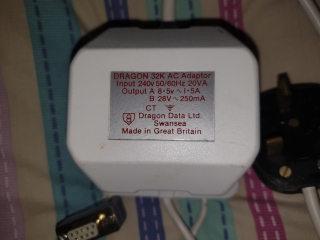 DRAGON 32K AC Adaptor
Input 240v 50/60Hz 20VA
Output A 8·5v ~ 1·5A
B 28V ~ 250mA
CT
Dragon Data Ltd.
Swansea
Made in Great Britain